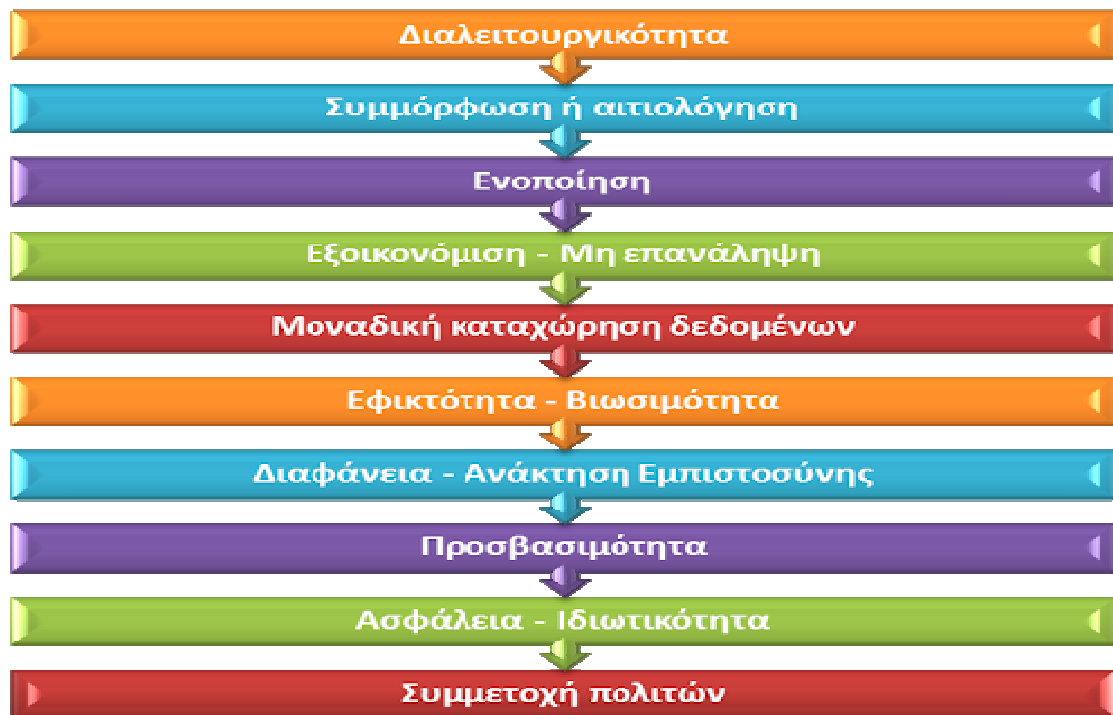 Διαλειτουργικότητα
Συμμόρφωση ή αιτιολόγηση
Ενοποίηση
Εξοικονόμιση - Μη επανάληψη
Μοναδική καταχώρηση δεδομένων
Εφικτότητα - Βιωσιμότητα
Διαφάνεια - Ανάκτηση Εμπιστοσύνης
Προσβασιμότητα
Ασφάλεια - Ιδιωτικότητα
Συμμετοχή πολιτών